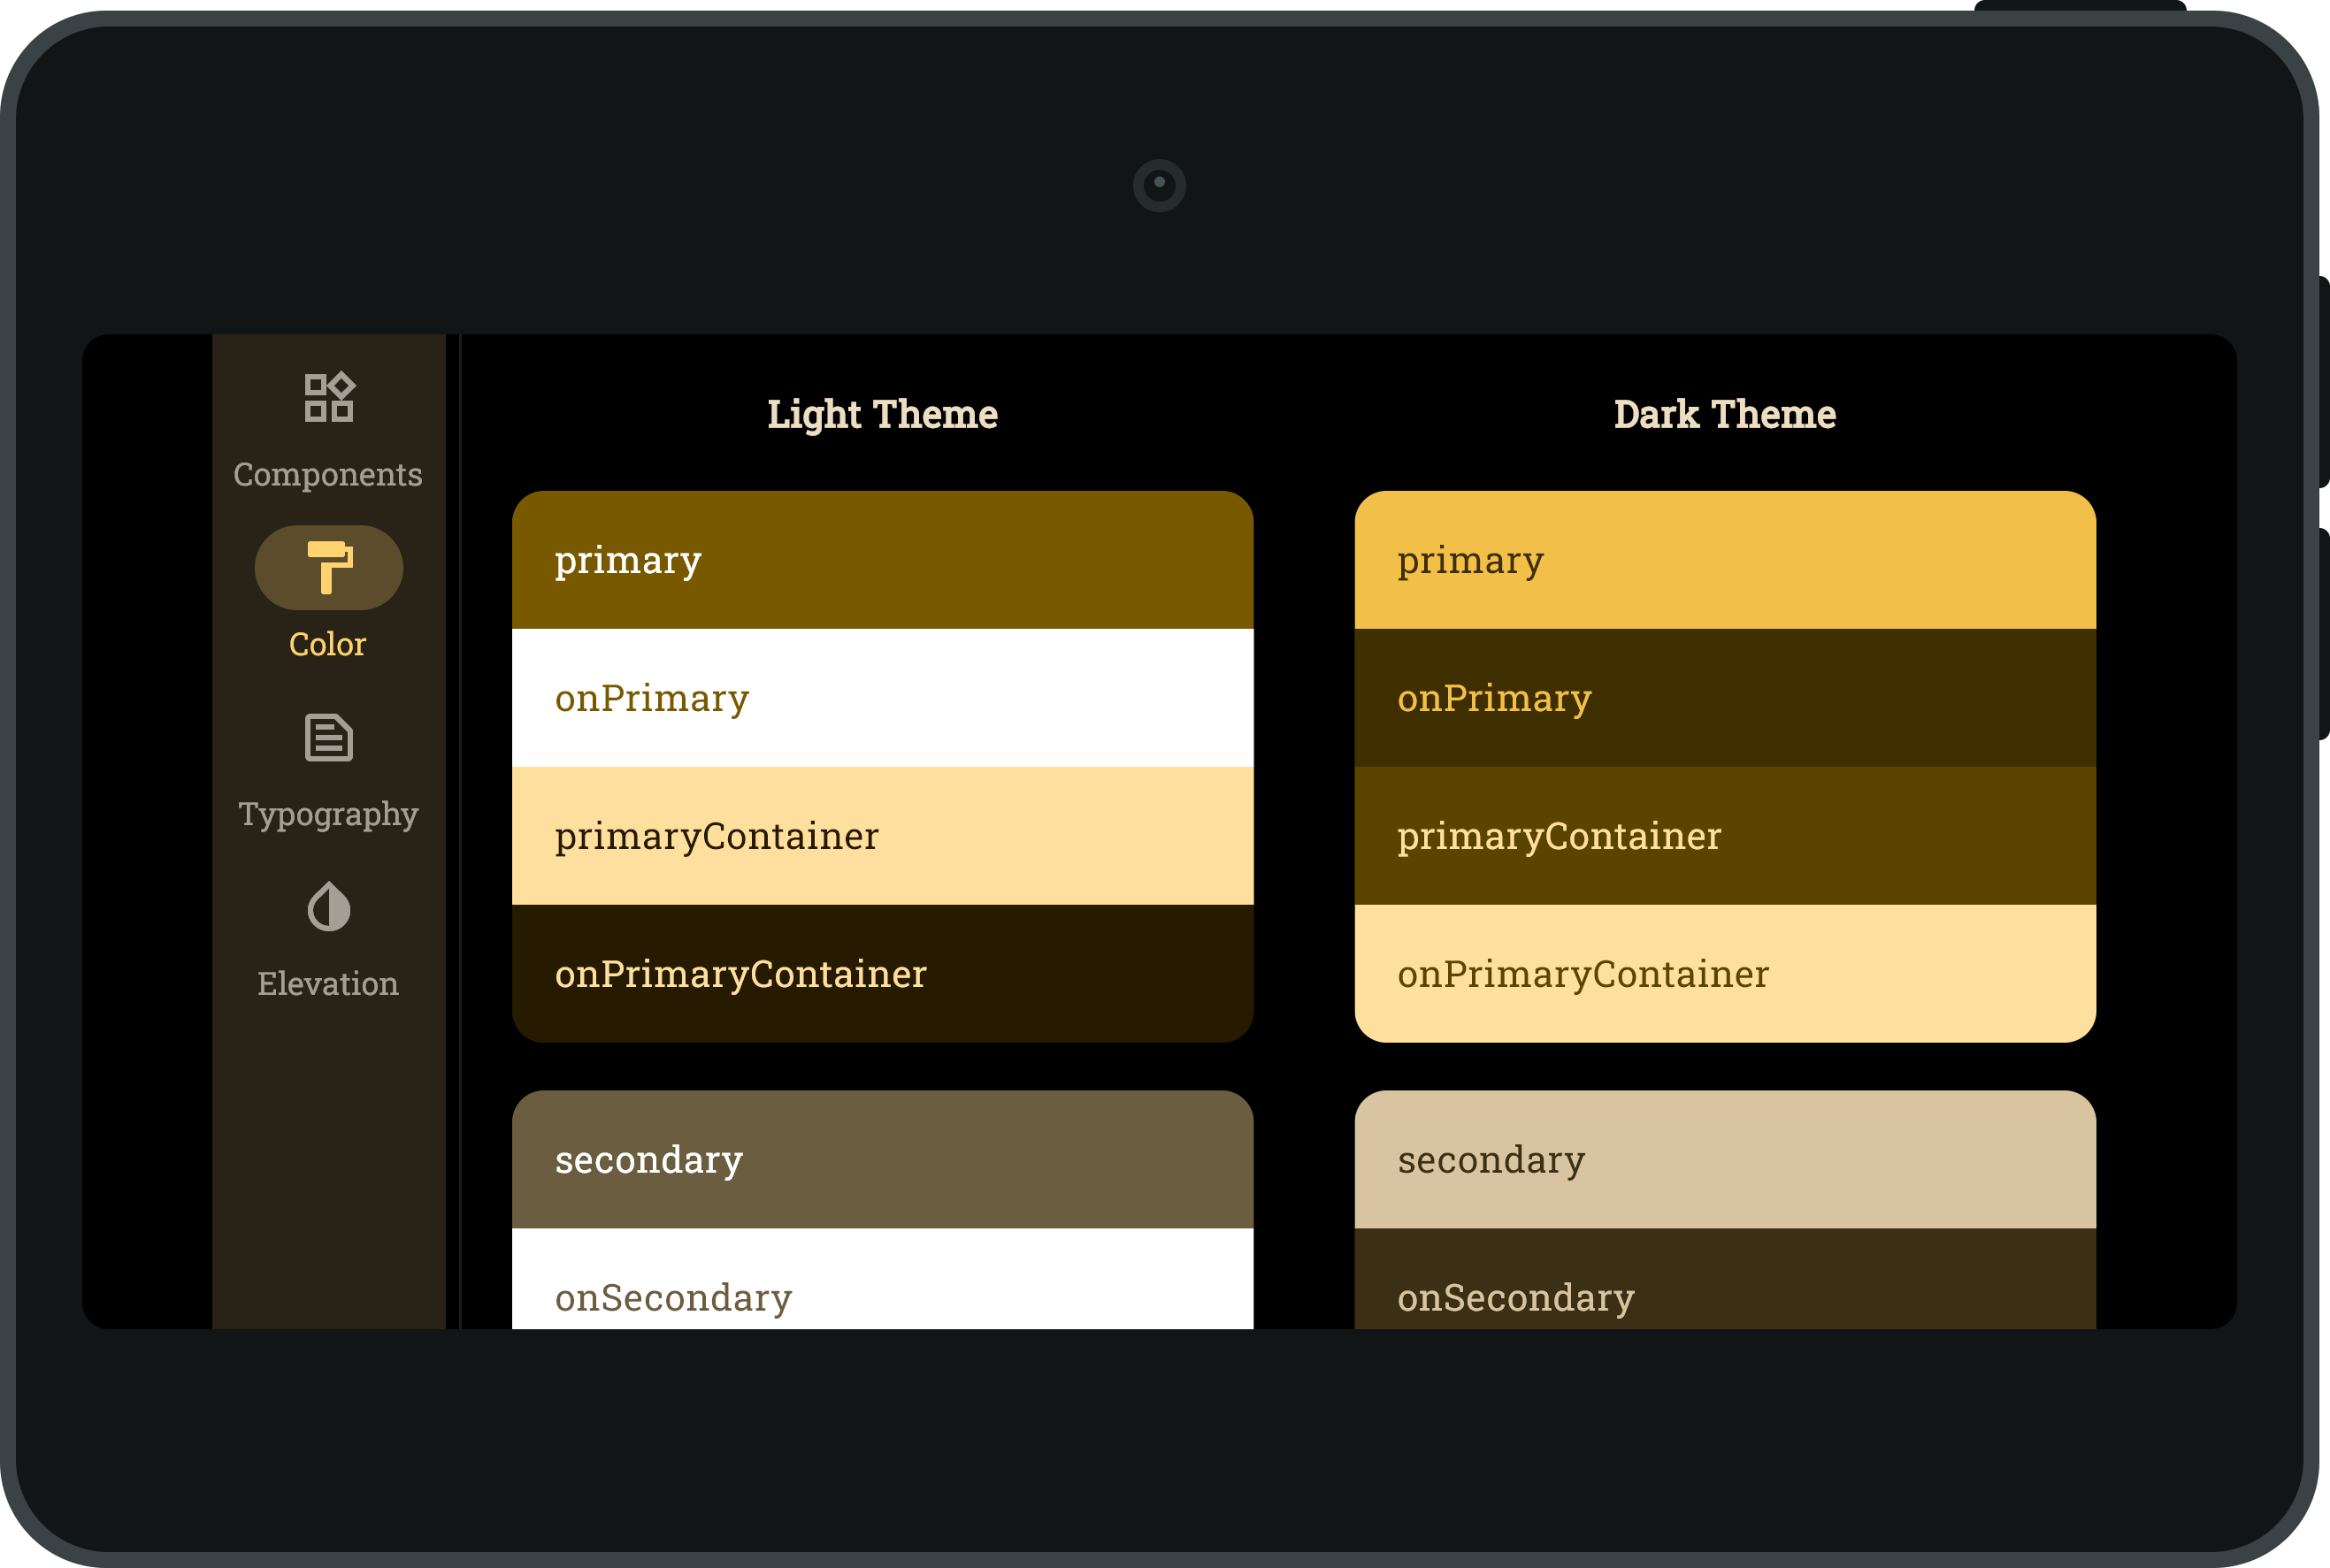 Components
Color
Typography
Elevation
Light Theme
primary
onPrimary
primaryContainer
onPrimaryContainer
secondary
onSecondary
Dark Theme
primary
onPrimary
primaryContainer
onPrimaryContainer
secondary
onSecondary